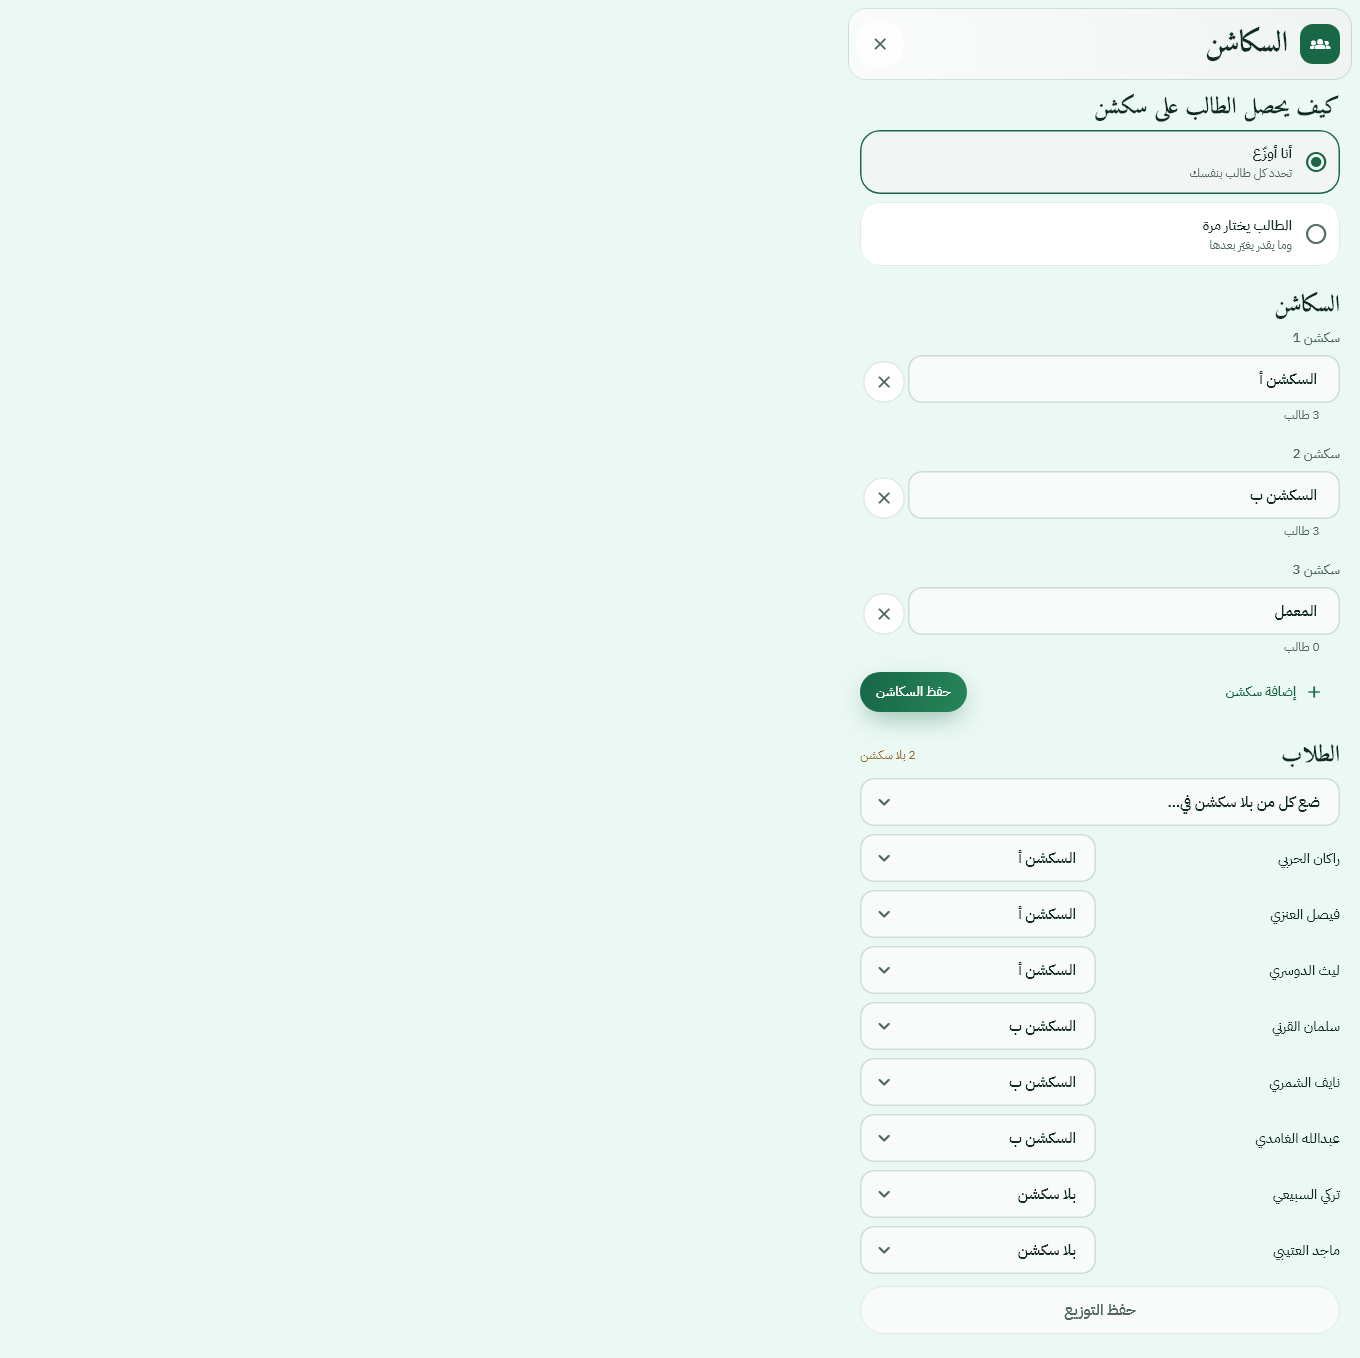 السكاشن
كيف يحصل الطالب على سكشن
أنا أوزّع
تحدد كل طالب بنفسك
الطالب يختار مرة
وما يقدر يغيّر بعدها
السكاشن
سكشن 1
السكشن أ
3 طالب
سكشن 2
السكشن ب
3 طالب
سكشن 3
المعمل
0 طالب
إضافة سكشن
حفظ السكاشن
الطلاب
2 بلا سكشن
ضع كل من بلا سكشن في...
راكان الحربي
السكشن أ
فيصل العنزي
السكشن أ
ليث الدوسري
السكشن أ
سلمان القرني
السكشن ب
نايف الشمري
السكشن ب
عبدالله الغامدي
السكشن ب
تركي السبيعي
بلا سكشن
ماجد العتيبي
بلا سكشن
حفظ التوزيع